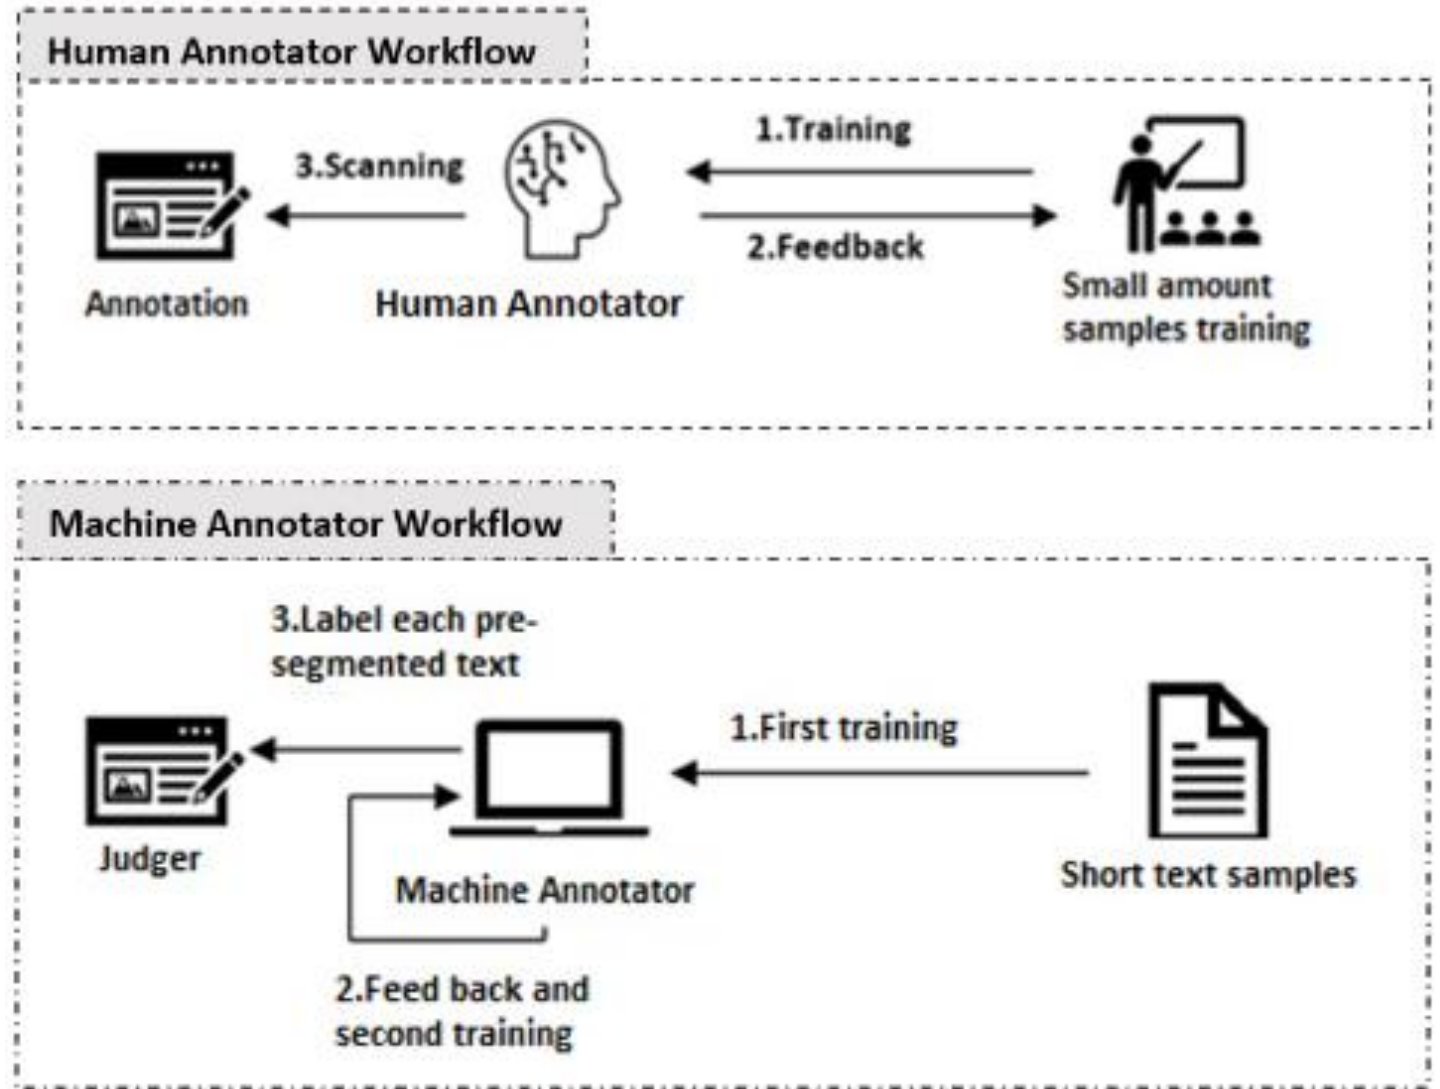 Human Annotator Workflow
1.Training
3.Scanning
2.Feedback
Annotation
Human Annotator
Small amount
samples training
Machine Annotator Workflow
3.Label each pre-
segmented text
1.First training
Judger
Machine Annotator
Short text samples
2.Feed back and
second training